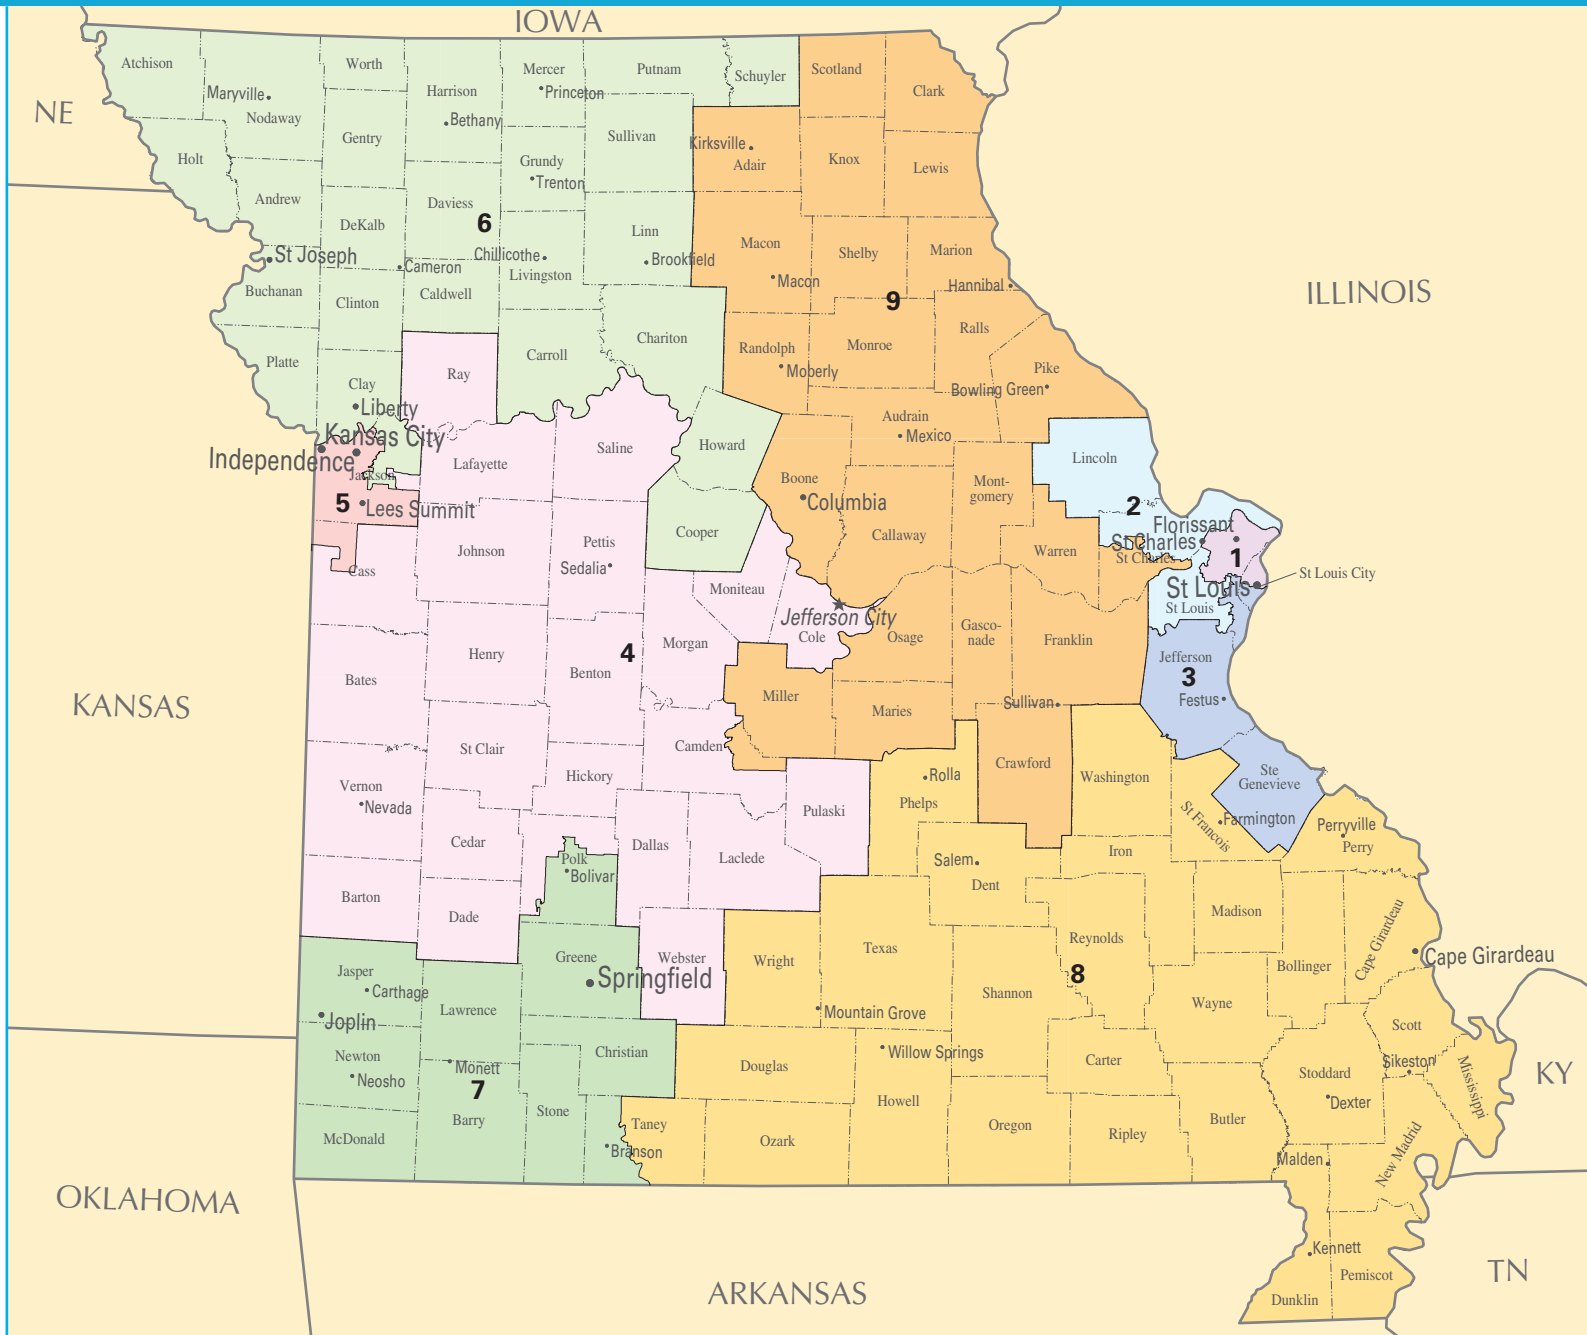 IOWA
Atchison
Worth
Mercer
Putnam
Schuyler
Scotland
Maryville
Harrison
Princeton
Clark
NE
Nodaway
Bethany
Gentry
Sullivan
Kirksville
Adair
Knox
Lewis
Holt
Grundy
Trenton
Andrew
Daviess
6
DeKalb
Linn
Macon
Shelby
Marion
St Joseph
Cameron
Chillicothe
Livingston
Brookfield
Macon
Hannibal
ILLINOIS
Buchanan
Clinton
Caldwell
9
Chariton
Randolph
Monroe
Ralls
Platte
Ray
Carroll
Moberly
Pike
Bowling Green
Clay
Liberty
Audrain
Mexico
Kansas City
Independence
Jackson
Lafayette
Saline
Howard
Boone
Columbia
Mont-
gomery
Lincoln
5
Lees Summit
2
Florissant
St Charles
St Charles
1
Cooper
Callaway
Warren
Johnson
Pettis
Sedalia
Cass
St Louis City
St Louis
St Louis
Moniteau
Jefferson City
Cole
Osage
Gasco-
nade
Franklin
Henry
4
Morgan
Benton
Bates
Jefferson
3
Festus
KANSAS
Miller
Maries
Sullivan
St Clair
Camden
Hickory
Crawford
Washington
Ste
Genevieve
Vernon
Nevada
Rolla
Phelps
Pulaski
St Francois
Farmington
Perryville
Perry
Cedar
Polk
Bolivar
Dallas
Laclede
Salem
Dent
Iron
Barton
Dade
Madison
Cape Girardeau
Cape Girardeau
Reynolds
Texas
Wright
Greene
Springfield
Webster
Jasper
Carthage
8
Bollinger
Shannon
Wayne
Lawrence
Joplin
Mountain Grove
Scott
Newton
Neosho
Monett
7
Christian
Willow Springs
Douglas
Carter
Stoddard
Sikeston
Mississippi
KY
Dexter
Howell
Barry
Stone
Taney
Ozark
Oregon
Ripley
Butler
McDonald
Branson
Malden
New Madrid
OKLAHOMA
Kennett
Pemiscot
TN
ARKANSAS
Dunklin